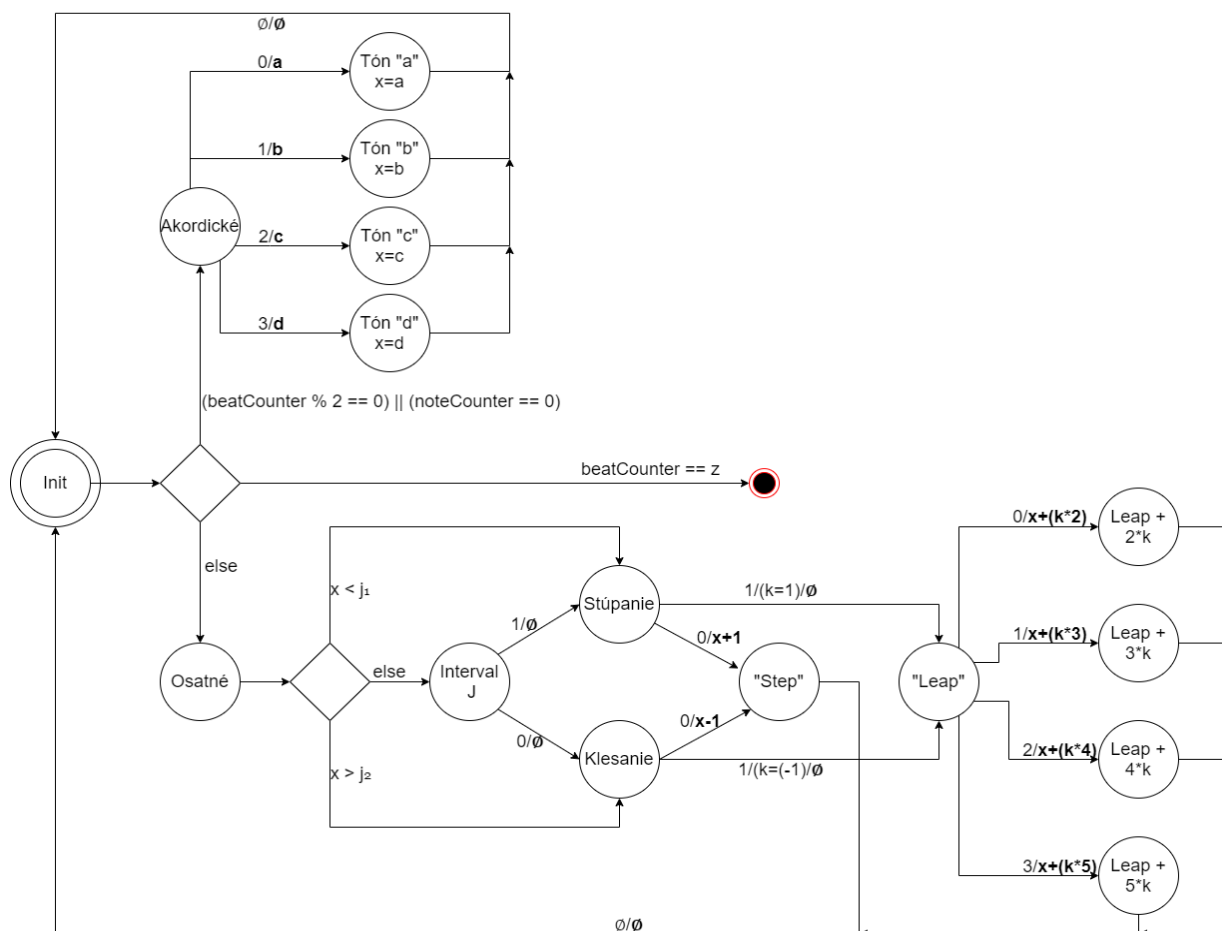 ∅/∅
0/a
Tón "a"
x=a
1/b
Tón "b"
x=b
Akordické
2/c
Tón "c"
x=c
3/d
Tón "d"
x=d
(beatCounter % 2 == 0) || (noteCounter == 0)
Init
beatCounter == z
else
x < j₁
Stúpanie
1/(k=1)/∅
0/x+(k*2)
Leap +
2*k
1/∅
0/x+1
1/x+(k*3)
Leap +
3*k
Osatné
else
Interval
J
"Step"
"Leap"
0/∅
0/x-1
2/x+(k*4)
Leap +
4*k
x > j₂
Klesanie
1/(k=(-1)/∅
3/x+(k*5)
Leap +
5*k
∅/∅